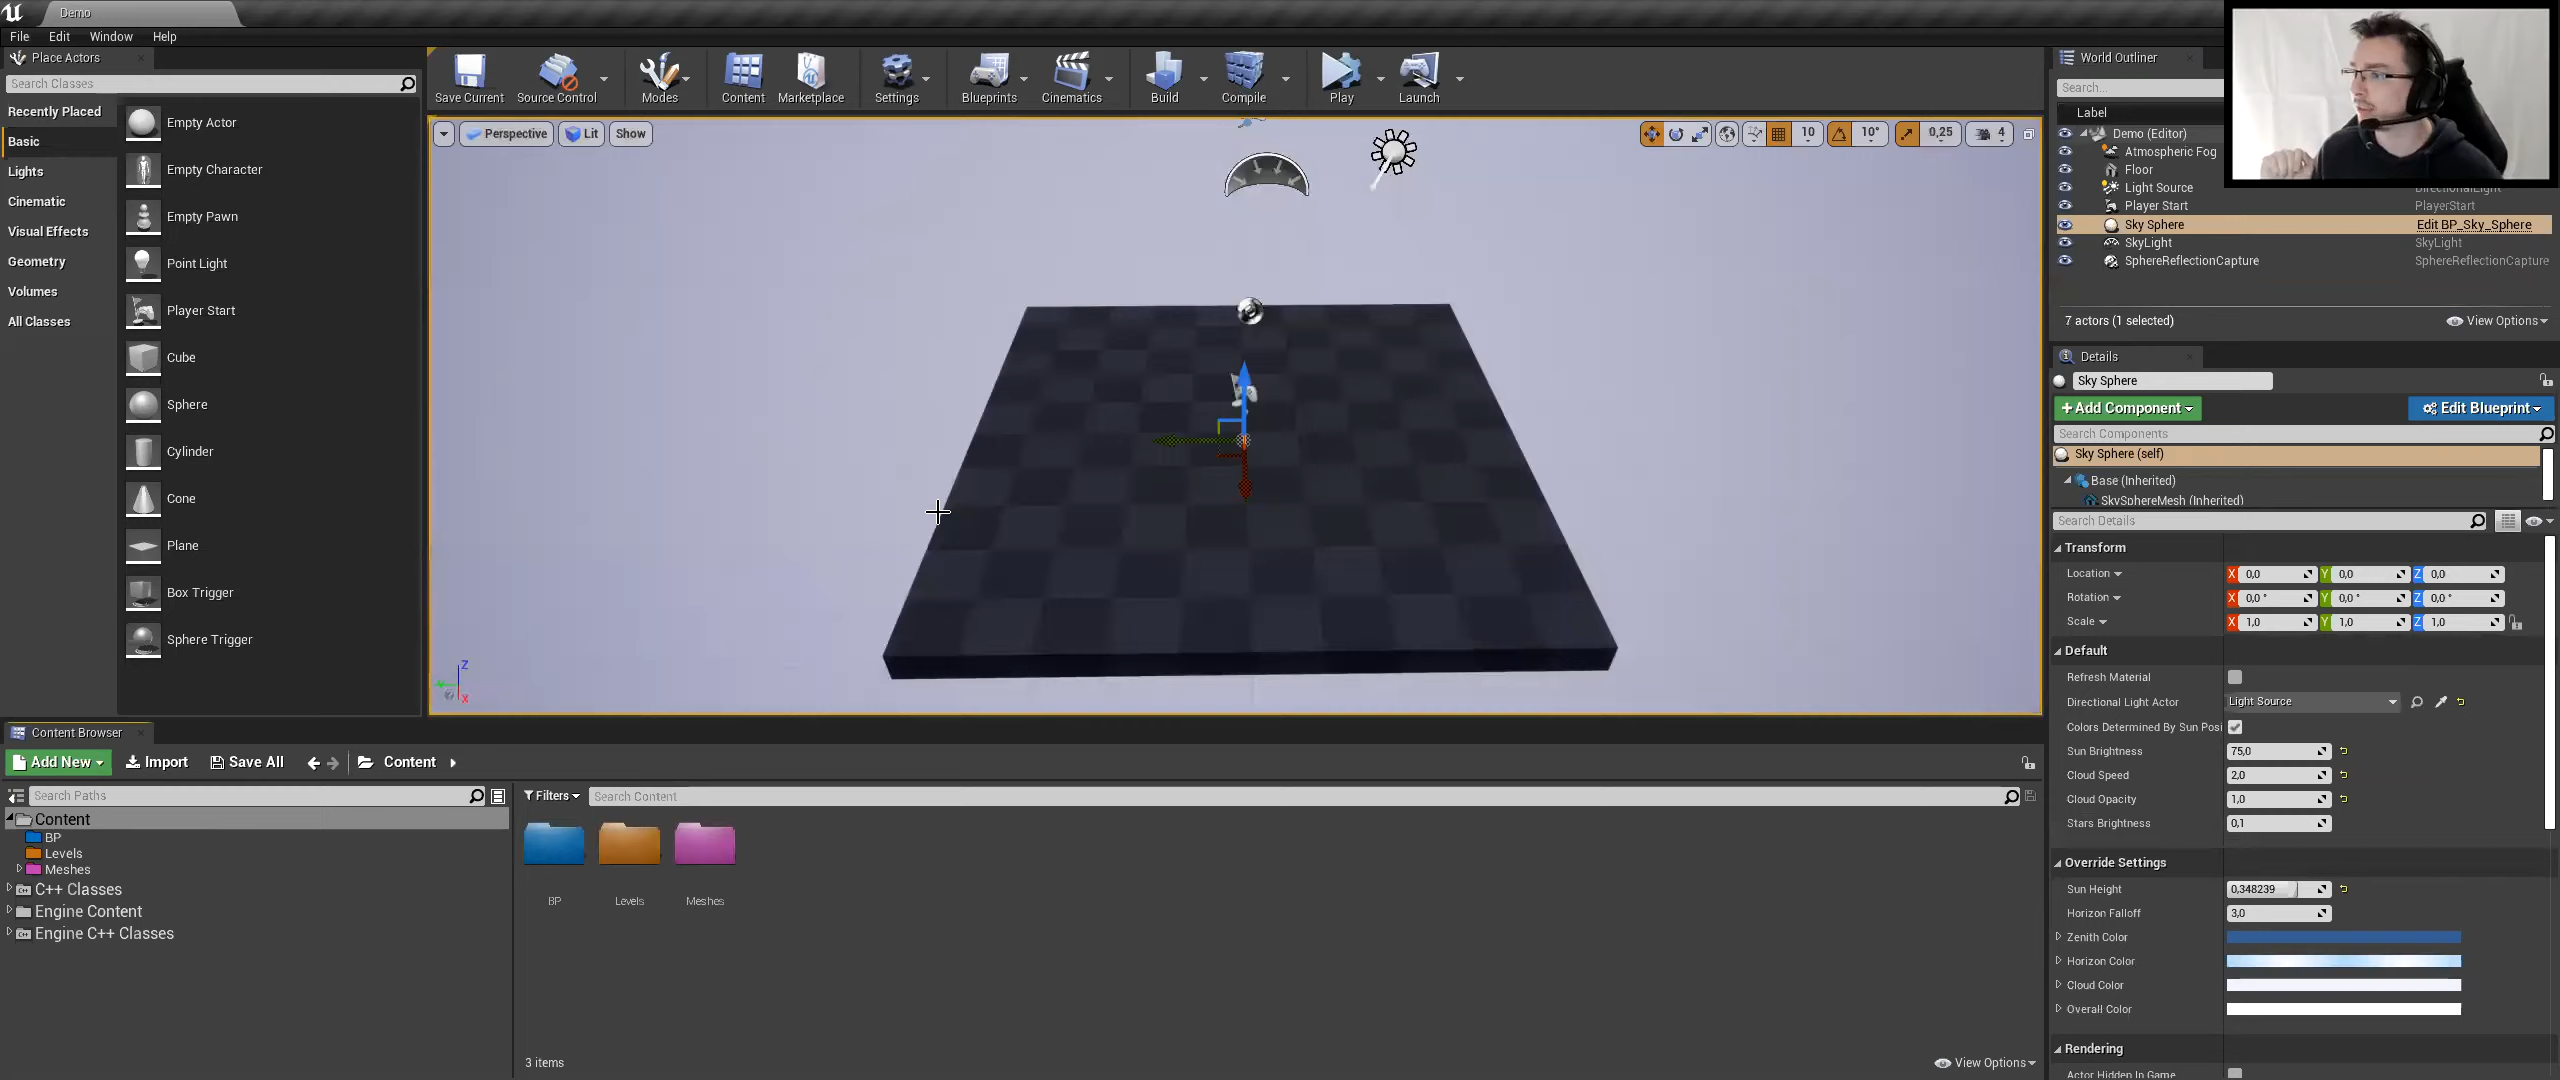 Demo
File Edit Window Help
Place Actors
Search Classes
Recently Placed
Basic
Lights
Cinematic
Visual Effects
Geometry
Volumes
All Classes
Empty Actor
Empty Character
Empty Pawn
Point Light
Player Start
Cube
Sphere
Cylinder
Cone
Plane
Box Trigger
Sphere Trigger
Save Current Source Control Modes Content Marketplace Settings Blueprints Cinematics Build Compile Play Launch
Perspective Lit Show
10 10° 0,25 4
Z
X
World Outliner
Search...
Label
Demo (Editor)
Atmospheric Fog
Floor
Light Source DirectionalLight
Player Start PlayerStart
Sky Sphere Edit BP_Sky_Sphere
SkyLight SkyLight
SphereReflectionCapture SphereReflectionCapture
7 actors (1 selected) View Options
Details
Sky Sphere
+Add Component Edit Blueprint
Search Components
Sky Sphere (self)
Base (Inherited)
SkySphereMesh (Inherited)
Search Details
Transform
Location X 0,0 Y 0,0 Z 0,0
Rotation X 0,0 ° Y 0,0 ° Z 0,0 °
Scale X 1,0 Y 1,0 Z 1,0
Default
Refresh Material
Directional Light Actor Light Source
Colors Determined By Sun Posi
Sun Brightness 75,0
Cloud Speed 2,0
Cloud Opacity 1,0
Stars Brightness 0,1
Override Settings
Sun Height 0,348239
Horizon Falloff 3,0
Zenith Color
Horizon Color
Cloud Color
Overall Color
Rendering
Actor Hidden In Game
Content Browser
Add New Import Save All Content
Search Paths
Content
BP
Levels
Meshes
C++ Classes
Engine Content
Engine C++ Classes
Filters Search Content
BP Levels Meshes
3 items View Options